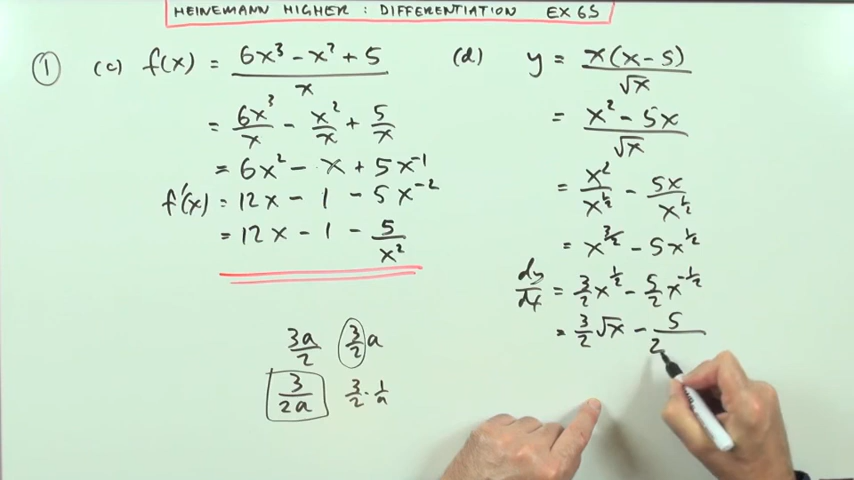 HEINEMANN HIGHER : DIFFERENTIATION EX 6S
① (c) f(x) = (6x³ − x² + 5)/x
= 6x³/x − x²/x + 5/x
= 6x² − x + 5x⁻¹
f'(x) = 12x − 1 − 5x⁻²
= 12x − 1 − 5/x²
3a/2 (3/2)a
3/2a 3/2 · 1/a
(d) y = x(x − 5)/√x
= (x² − 5x)/√x
= x²/x^½ − 5x/x^½
= x^(3/2) − 5x^½
dy/dx = 3/2 x^½ − 5/2 x^(−½)
= 3/2 √x − 5/2